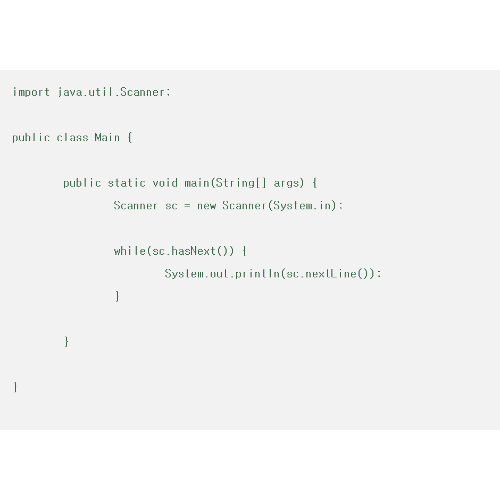 import java.util.Scanner;
public class Main {
public static void main(String[] args) {
Scanner sc = new Scanner(System.in);
while(sc.hasNext()) {
System.out.println(sc.nextLine());
}
}
}